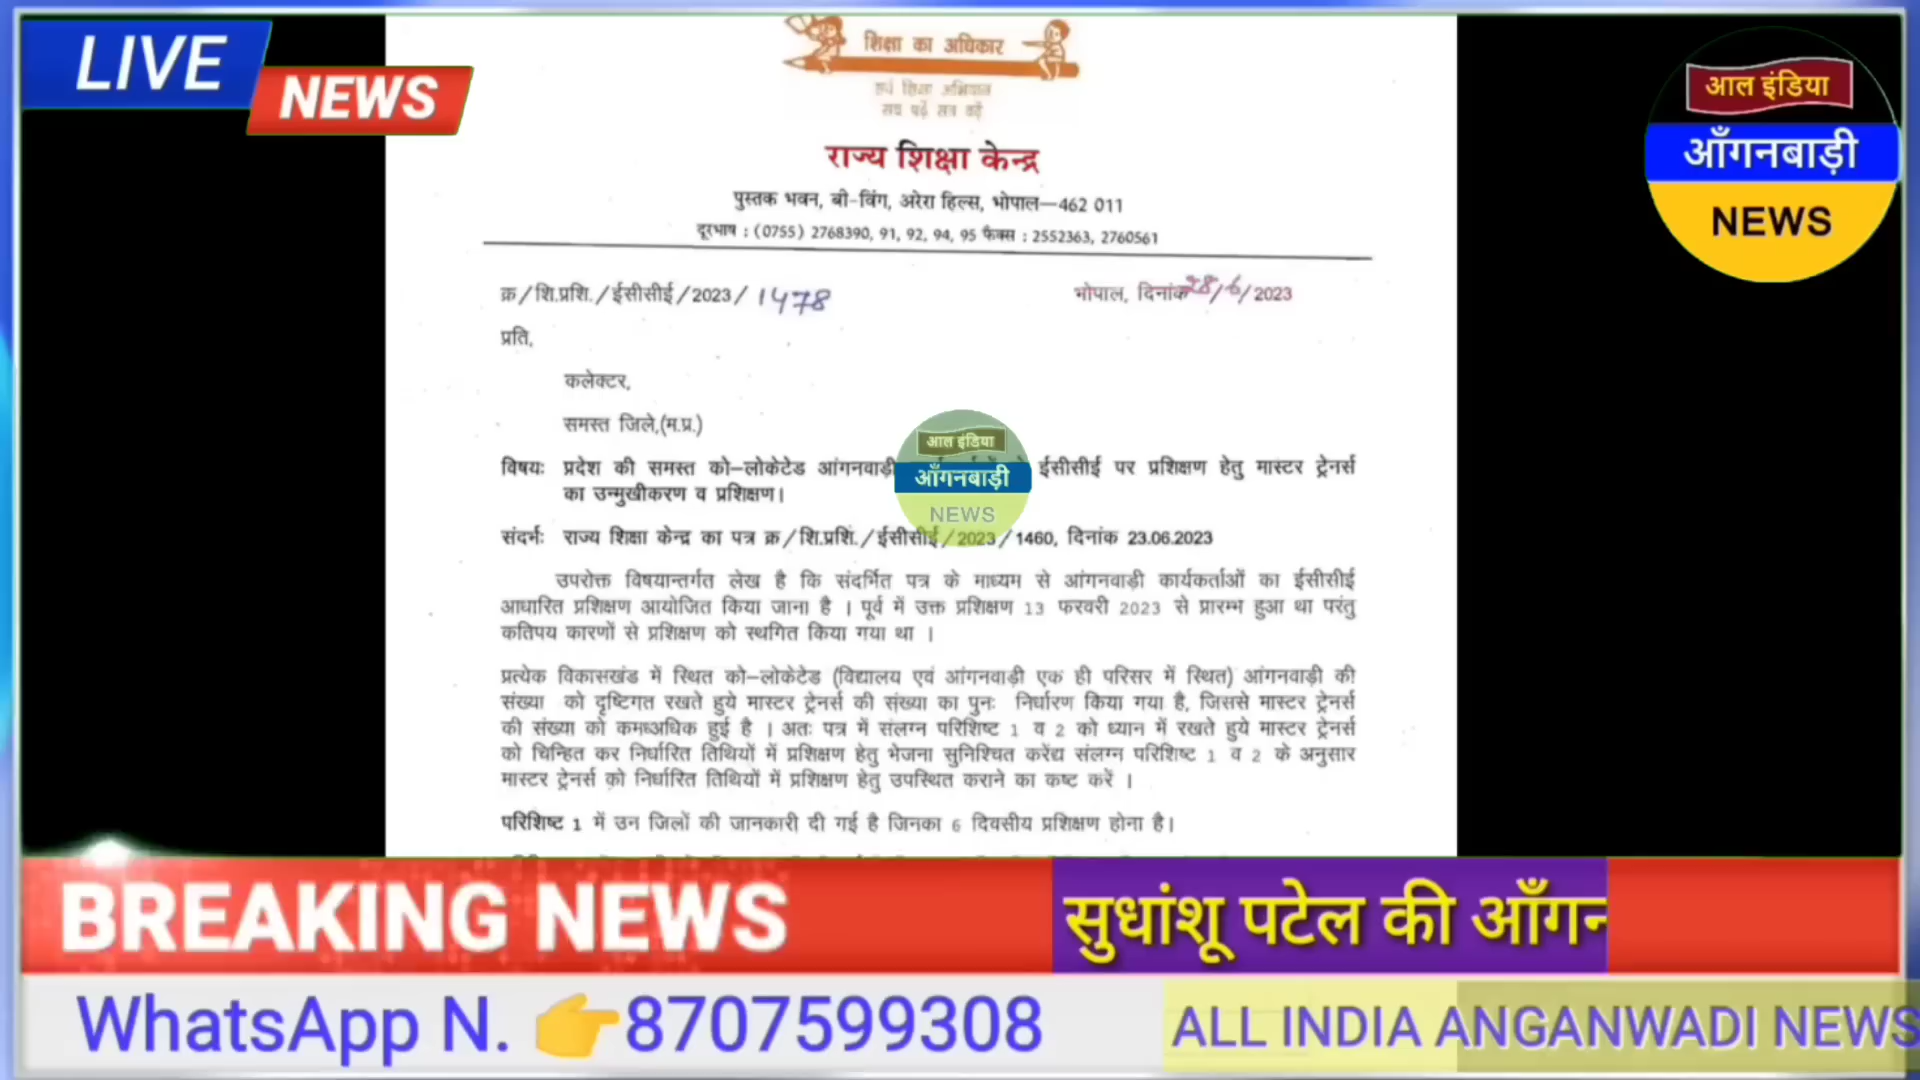 LIVE
NEWS
आल इंडिया
आँगनबाड़ी
NEWS
शिक्षा का अधिकार
सर्व शिक्षा अभियान
सब पढ़ें सब बढ़ें
राज्य शिक्षा केन्द्र
पुस्तक भवन, बी-विंग, अरेरा हिल्स, भोपाल—462 011
दूरभाष : (0755) 2768390, 91, 92, 94, 95 फैक्स : 2552363, 2760561
क्र/शि.प्रशि./ईसीसीई/2023/ 1478
भोपाल, दिनांक 28/6/2023
प्रति,
कलेक्टर,
समस्त जिले,(म.प्र.)
विषयः प्रदेश की समस्त को–लोकेटेड आंगनवाड़ी ईसीसीई पर प्रशिक्षण हेतु मास्टर ट्रेनर्स
का उन्मुखीकरण व प्रशिक्षण।
आल इंडिया
आँगनबाड़ी
NEWS
संदर्भः राज्य शिक्षा केन्द्र का पत्र क्र/शि.प्रशि./ईसीसीई/2023/1460, दिनांक 23.06.2023
उपरोक्त विषयान्तर्गत लेख है कि संदर्भित पत्र के माध्यम से आंगनवाड़ी कार्यकर्ताओं का ईसीसीई
आधारित प्रशिक्षण आयोजित किया जाना है । पूर्व में उक्त प्रशिक्षण 13 फरवरी 2023 से प्रारम्भ हुआ था परंतु
कतिपय कारणों से प्रशिक्षण को स्थगित किया गया था ।
प्रत्येक विकासखंड में स्थित को–लोकेटेड (विद्यालय एवं आंगनवाड़ी एक ही परिसर में स्थित) आंगनवाड़ी की
संख्या को दृष्टिगत रखते हुये मास्टर ट्रेनर्स की संख्या का पुनः निर्धारण किया गया है, जिससे मास्टर ट्रेनर्स
की संख्या को कमध्अधिक हुई है । अतः पत्र में संलग्न परिशिष्ट 1 व 2 को ध्यान में रखते हुये मास्टर ट्रेनर्स
को चिन्हित कर निर्धारित तिथियों में प्रशिक्षण हेतु भेजना सुनिश्चित करेंद्य संलग्न परिशिष्ट 1 व 2 के अनुसार
मास्टर ट्रेनर्स को निर्धारित तिथियों में प्रशिक्षण हेतु उपस्थित कराने का कष्ट करें ।
परिशिष्ट 1 में उन जिलों की जानकारी दी गई है जिनका 6 दिवसीय प्रशिक्षण होना है।
BREAKING NEWS
सुधांशू पटेल की आँगन
WhatsApp N. 👉8707599308
ALL INDIA ANGANWADI NEWS